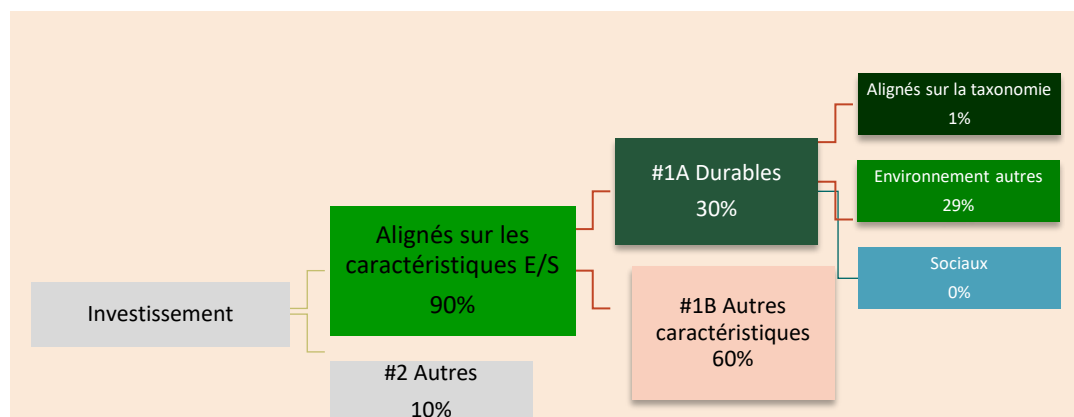 Investissement
Alignés sur les
caractéristiques E/S
90%
#2 Autres
10%
#1A Durables
30%
#1B Autres
caractéristiques
60%
Alignés sur la taxonomie
1%
Environnement autres
29%
Sociaux
0%